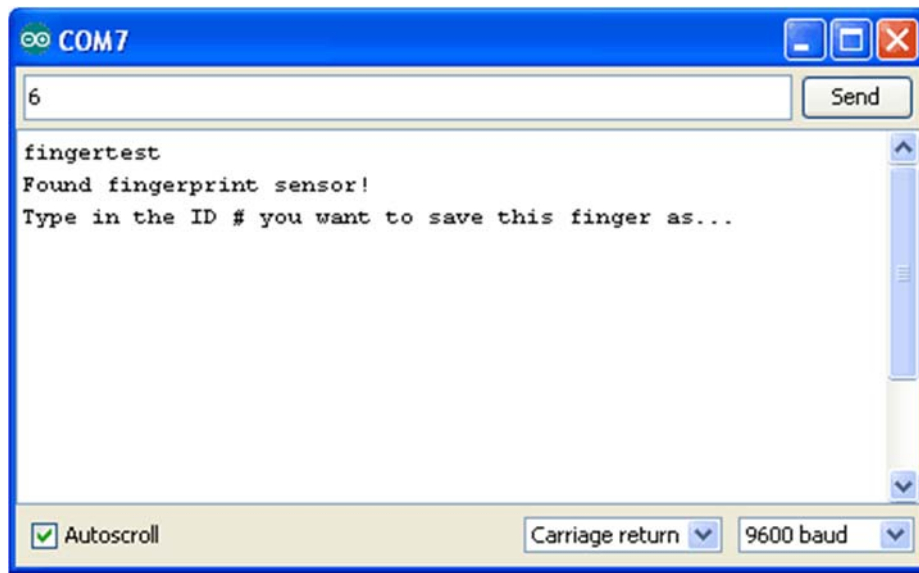 COM7
6
Send
fingertest
Found fingerprint sensor!
Type in the ID # you want to save this finger as...
Autoscroll
Carriage return
9600 baud